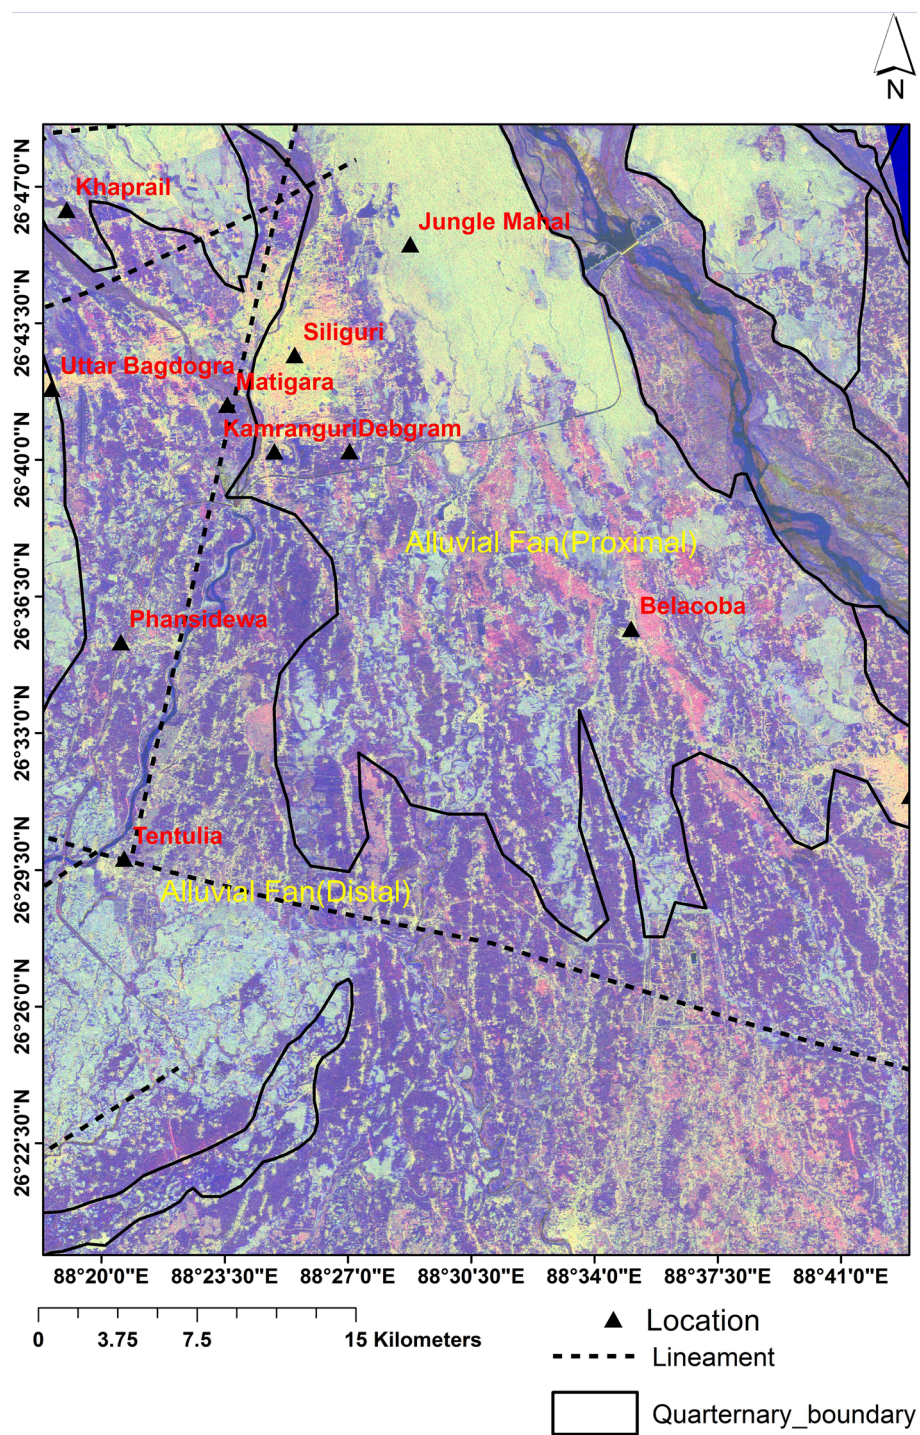 N
26°47'0"N
Khaprail
Jungle Mahal
26°43'30"N
Siliguri
Uttar Bagdogra
Matigara
Kamranguri
Debgram
26°40'0"N
Alluvial Fan(Proximal)
26°36'30"N
Belacoba
Phansidewa
26°33'0"N
Tentulia
26°29'30"N
Alluvial Fan(Distal)
26°26'0"N
26°22'30"N
88°20'0"E 88°23'30"E 88°27'0"E 88°30'30"E 88°34'0"E 88°37'30"E 88°41'0"E
0 3.75 7.5 15 Kilometers
Location
Lineament
Quarternary_boundary